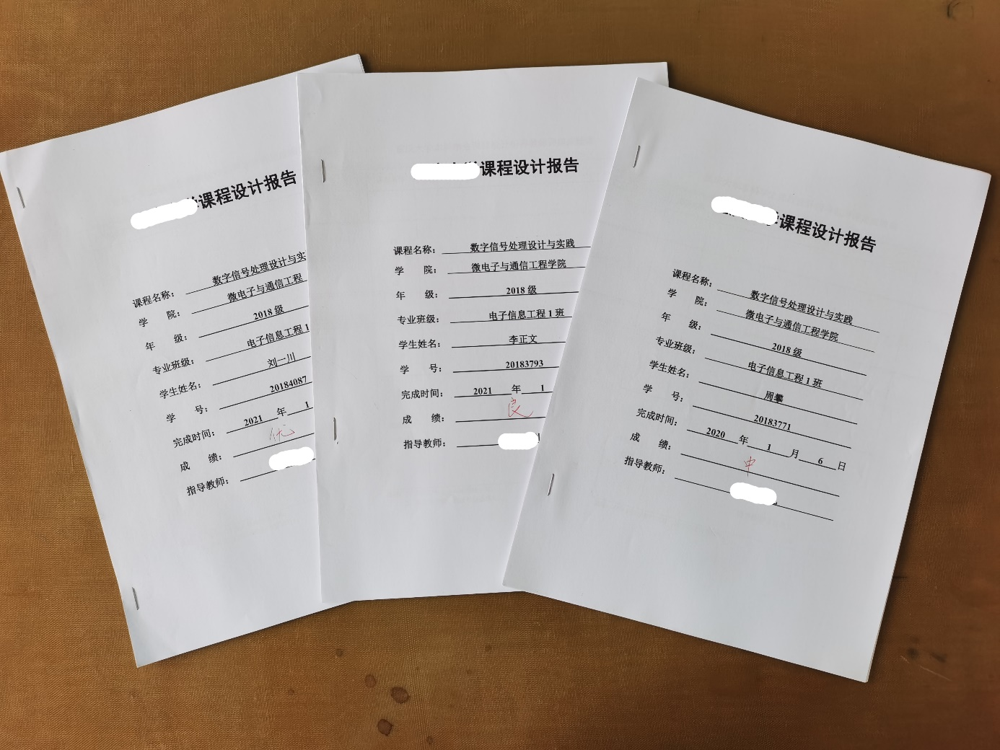 课程设计报告
课程名称： 数字信号处理设计与实
学 院： 微电子与通信工程
年 级： 2018 级
专业班级： 电子信息工程 1
学生姓名： 刘一川
学 号： 20184087
完成时间： 2021 年 1
成 绩： 优
指导教师：
课程设计报告
课程名称： 数字信号处理设计与实践
学 院： 微电子与通信工程学院
年 级： 2018 级
专业班级： 电子信息工程 1 班
学生姓名： 李正文
学 号： 20183793
完成时间： 2021 年 1
成 绩： 良
指导教师：
课程设计报告
课程名称： 数字信号处理设计与实践
学 院： 微电子与通信工程学院
年 级： 2018 级
专业班级： 电子信息工程 1 班
学生姓名： 周攀
学 号： 20183771
完成时间： 2020 年 1 月 6 日
成 绩： 中
指导教师：